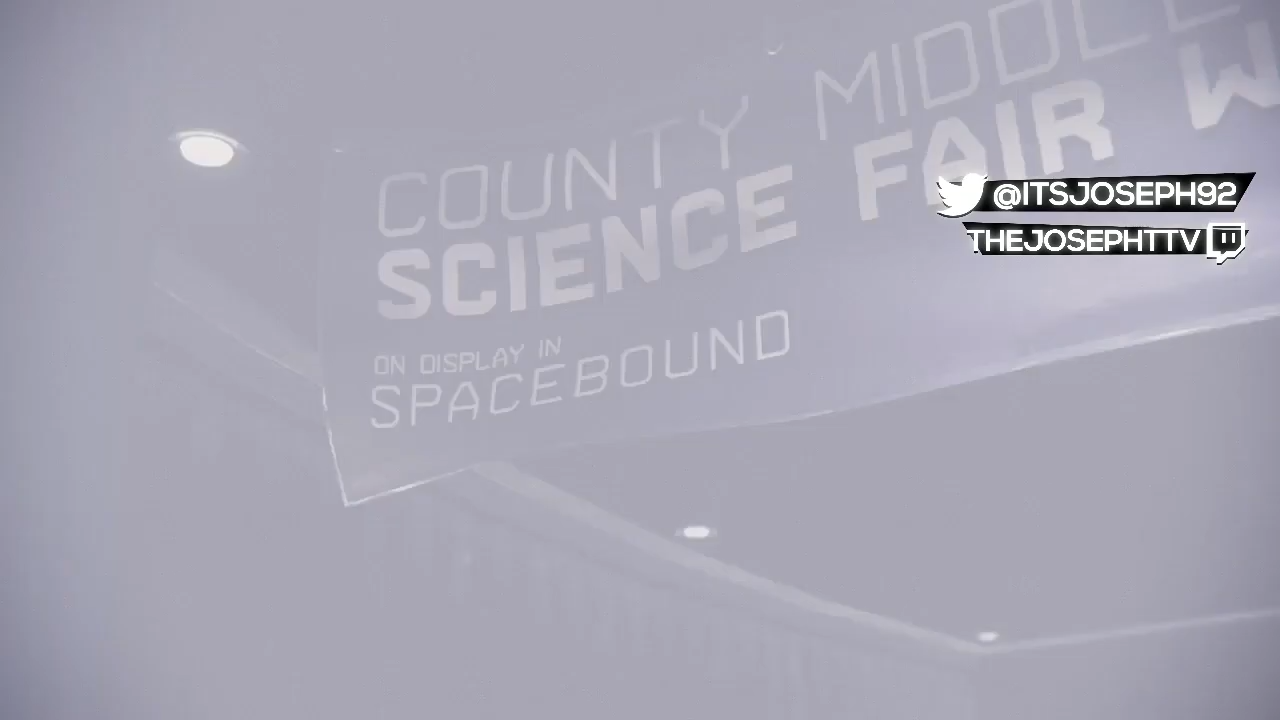 COUNTY MIDDLE
SCIENCE FAIR W
ON DISPLAY IN
SPACEBOUND
@ITSJOSEPH92
THEJOSEPHTTV